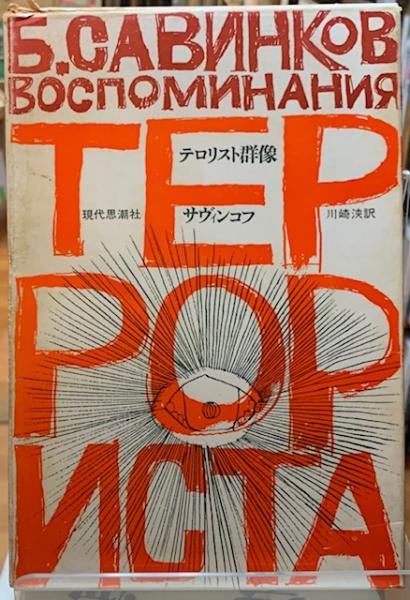 Б.САВИНКОВ
ВОСПОМИНАНИЯ
ТЕР
РОР
ИСТА
テロリスト群像
サヴィンコフ
現代思潮社
川崎浹訳